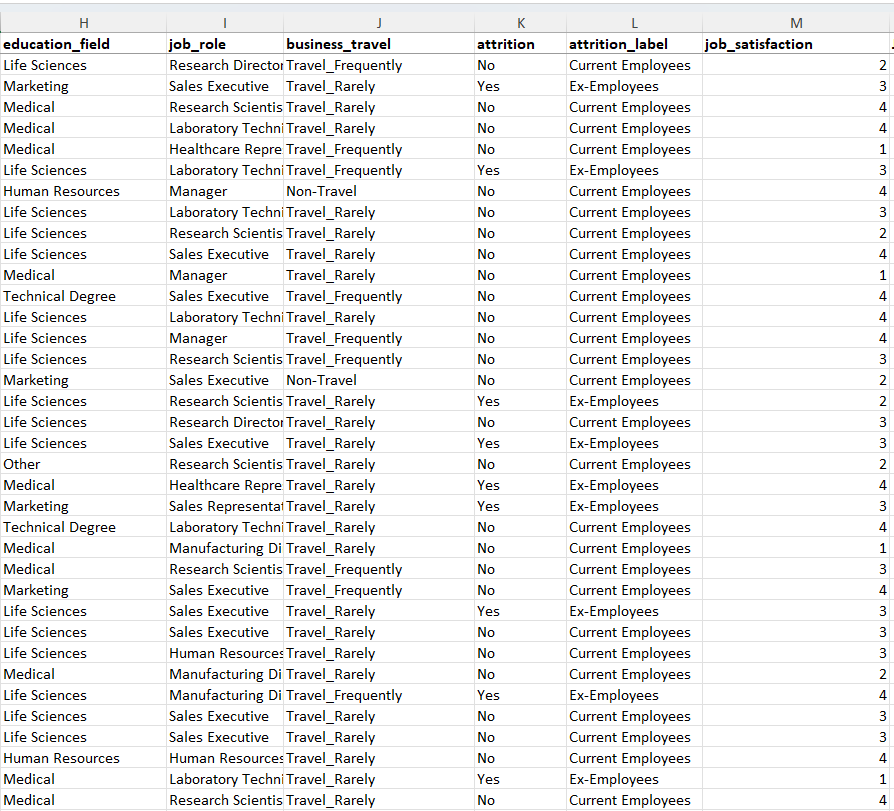 H I J K L M
education_field job_role business_travel attrition attrition_label job_satisfaction
Life Sciences Research Director Travel_Frequently No Current Employees 2
Marketing Sales Executive Travel_Rarely Yes Ex-Employees 3
Medical Research Scientis Travel_Rarely No Current Employees 4
Medical Laboratory Techni Travel_Rarely No Current Employees 4
Medical Healthcare Repre Travel_Frequently No Current Employees 1
Life Sciences Laboratory Techni Travel_Frequently Yes Ex-Employees 3
Human Resources Manager Non-Travel No Current Employees 4
Life Sciences Laboratory Techni Travel_Rarely No Current Employees 3
Life Sciences Research Scientis Travel_Rarely No Current Employees 2
Life Sciences Sales Executive Travel_Rarely No Current Employees 4
Medical Manager Travel_Rarely No Current Employees 1
Technical Degree Sales Executive Travel_Frequently No Current Employees 4
Life Sciences Laboratory Techni Travel_Rarely No Current Employees 4
Life Sciences Manager Travel_Frequently No Current Employees 4
Life Sciences Research Scientis Travel_Frequently No Current Employees 3
Marketing Sales Executive Non-Travel No Current Employees 2
Life Sciences Research Scientis Travel_Rarely Yes Ex-Employees 2
Life Sciences Research Director Travel_Rarely No Current Employees 3
Life Sciences Sales Executive Travel_Rarely Yes Ex-Employees 3
Other Research Scientis Travel_Rarely No Current Employees 2
Medical Healthcare Repre Travel_Rarely Yes Ex-Employees 4
Marketing Sales Representat Travel_Rarely Yes Ex-Employees 3
Technical Degree Laboratory Techni Travel_Rarely No Current Employees 4
Medical Manufacturing Di Travel_Rarely No Current Employees 1
Medical Research Scientis Travel_Frequently No Current Employees 3
Marketing Sales Executive Travel_Frequently No Current Employees 4
Life Sciences Sales Executive Travel_Rarely Yes Ex-Employees 3
Life Sciences Sales Executive Travel_Rarely No Current Employees 3
Life Sciences Human Resources Travel_Rarely No Current Employees 3
Medical Manufacturing Di Travel_Rarely No Current Employees 2
Life Sciences Manufacturing Di Travel_Frequently Yes Ex-Employees 4
Life Sciences Sales Executive Travel_Rarely No Current Employees 3
Life Sciences Sales Executive Travel_Rarely No Current Employees 3
Human Resources Human Resources Travel_Rarely No Current Employees 4
Medical Laboratory Techni Travel_Rarely Yes Ex-Employees 1
Medical Research Scientis Travel_Rarely No Current Employees 4